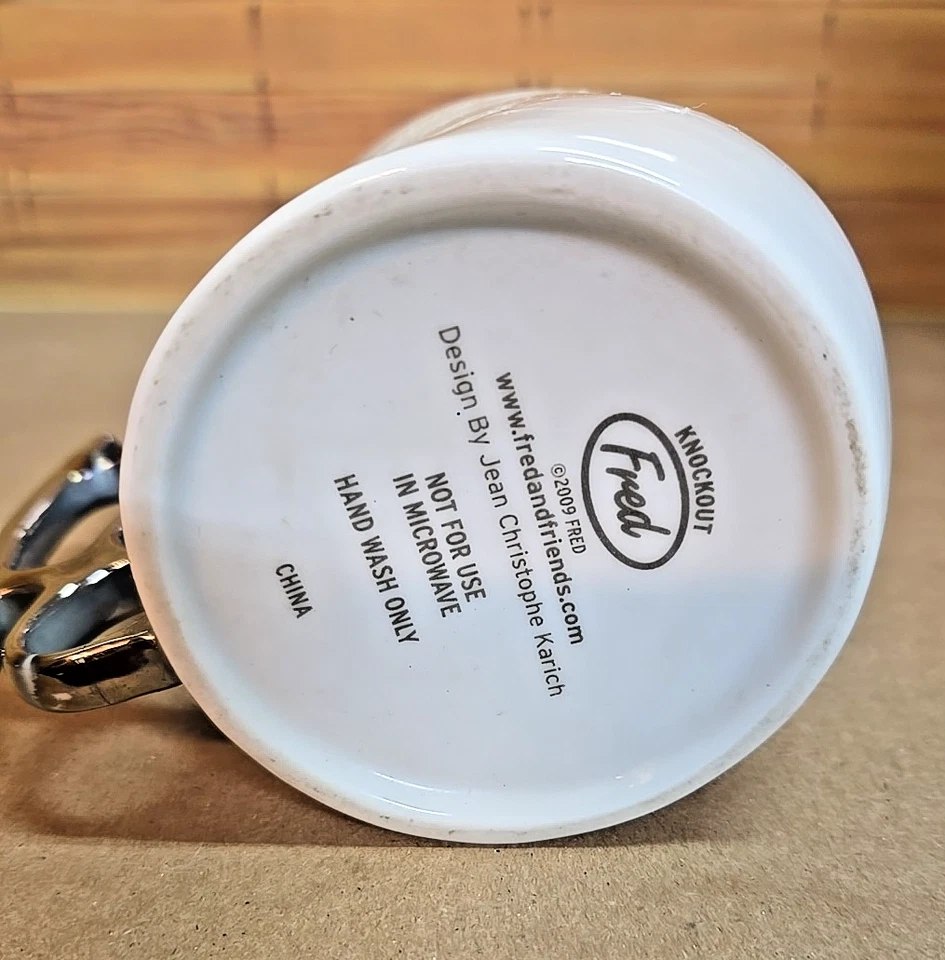 KNOCKOUT
Fred
©2009 FRED
www.fredandfriends.com
Design By Jean Christophe Karich
NOT FOR USE
IN MICROWAVE
HAND WASH ONLY
CHINA